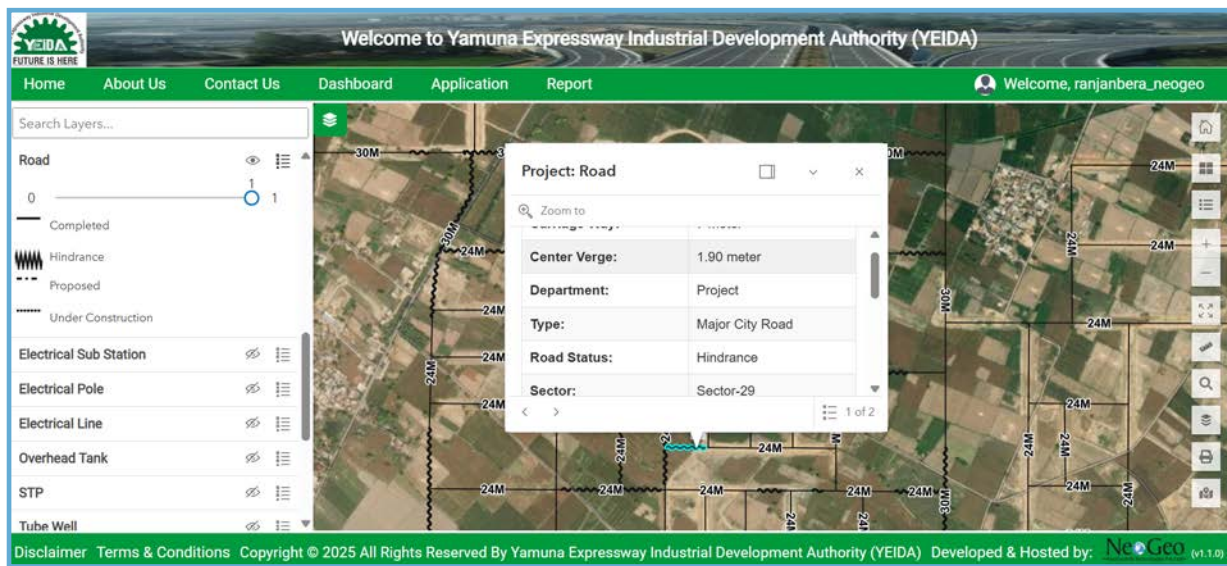 YEIDA
FUTURE IS HERE
Welcome to Yamuna Expressway Industrial Development Authority (YEIDA)
Home About Us Contact Us Dashboard Application Report Welcome, ranjanbera_neogeo
Search Layers...
Road
0 1 1
Completed
Hindrance
Proposed
Under Construction
Electrical Sub Station
Electrical Pole
Electrical Line
Overhead Tank
STP
Tube Well
Project: Road
Zoom to
Carriage Way: 7 meter
Center Verge: 1.90 meter
Department: Project
Type: Major City Road
Road Status: Hindrance
Sector: Sector-29
1 of 2
30M
24M
30M
24M
24M
24M
24M
24M
24M
24M
24M
24M
24M
24M
24M
30M
30M
24M
24M
24M
24M
24M
24M
24M
24M
24M
Disclaimer Terms & Conditions Copyright © 2025 All Rights Reserved By Yamuna Expressway Industrial Development Authority (YEIDA) Developed & Hosted by: NeoGeo (v1.1.0)